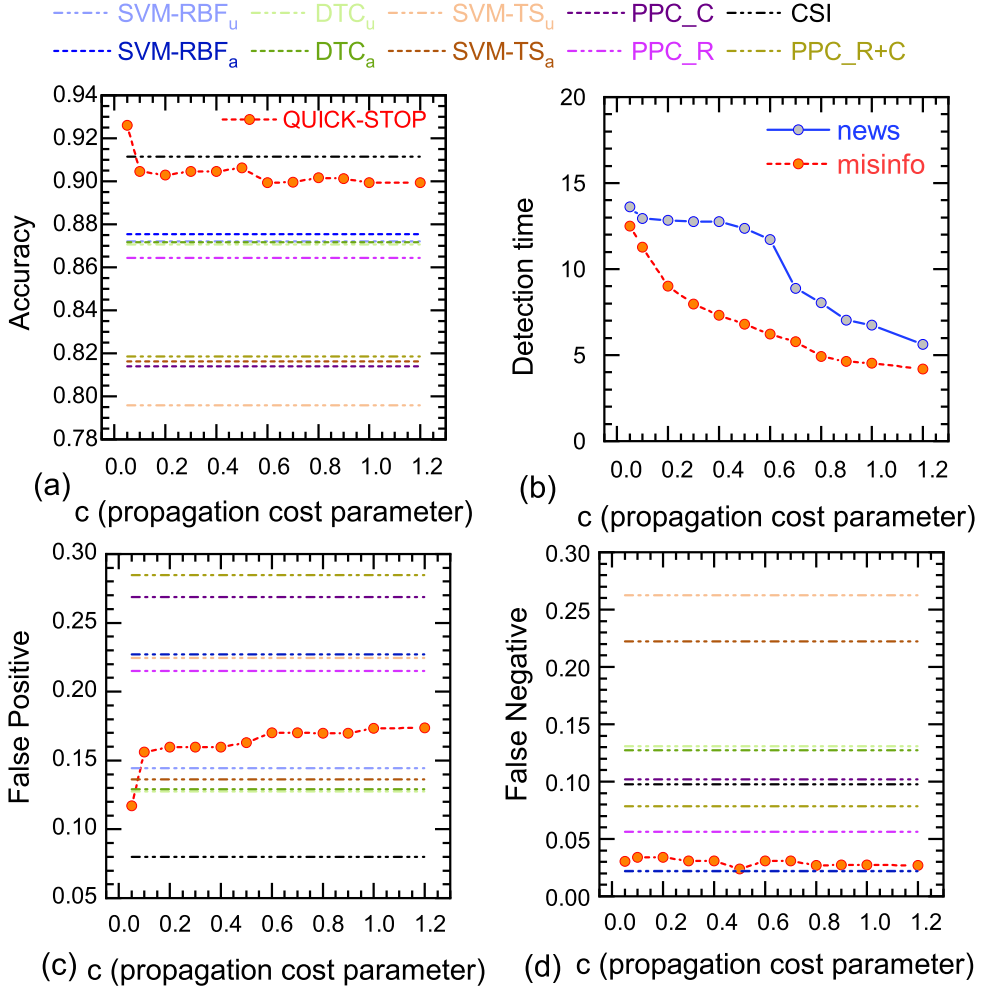 SVM-RBFu DTCu SVM-TSu PPC_C CSI
SVM-RBFa DTCa SVM-TSa PPC_R PPC_R+C
0.94
0.92
0.90
0.88
0.86
0.84
0.82
0.80
0.78
Accuracy
QUICK-STOP
0.0 0.2 0.4 0.6 0.8 1.0 1.2
(a)
c (propagation cost parameter)
20
15
10
5
0
Detection time
news
misinfo
0.0 0.2 0.4 0.6 0.8 1.0 1.2
(b)
c (propagation cost parameter)
0.30
0.25
0.20
0.15
0.10
0.05
False Positive
0.0 0.2 0.4 0.6 0.8 1.0 1.2
(c) c (propagation cost parameter)
0.30
0.25
0.20
0.15
0.10
0.05
0.00
False Negative
0.0 0.2 0.4 0.6 0.8 1.0 1.2
(d) c (propagation cost parameter)